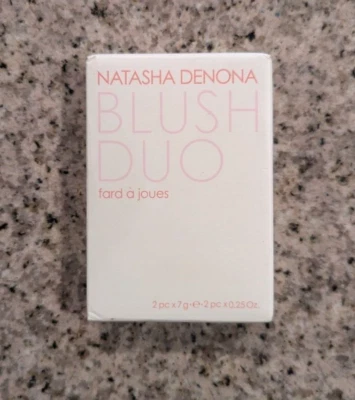 NATASHA DENONA
BLUSH
DUO
fard à joues
2 pc x 7 g ℮ 2 pc x 0.25 Oz.